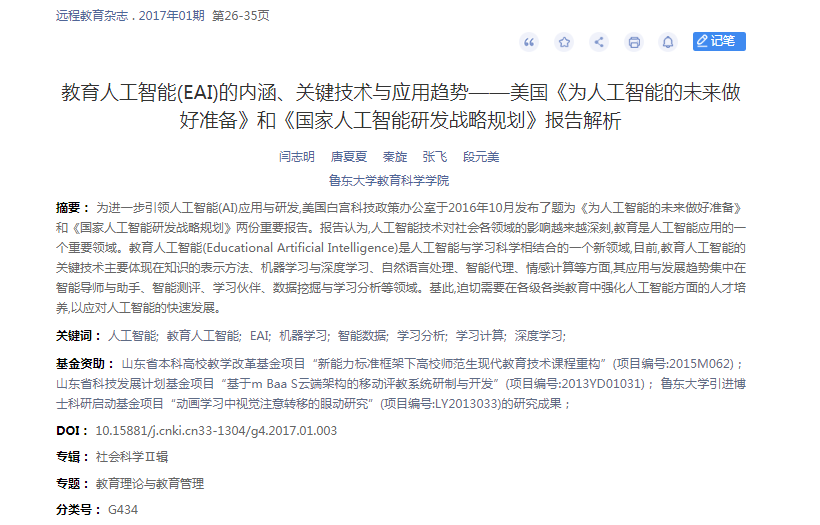 远程教育杂志 . 2017年01期 第26-35页
记笔
教育人工智能(EAI)的内涵、关键技术与应用趋势——美国《为人工智能的未来做
好准备》和《国家人工智能研发战略规划》报告解析
闫志明 唐夏夏 秦旋 张飞 段元美
鲁东大学教育科学学院
摘要： 为进一步引领人工智能(AI)应用与研发,美国白宫科技政策办公室于2016年10月发布了题为《为人工智能的未来做好准备》
和《国家人工智能研发战略规划》两份重要报告。报告认为,人工智能技术对社会各领域的影响越来越深刻,教育是人工智能应用的一
个重要领域。教育人工智能(Educational Artificial Intelligence)是人工智能与学习科学相结合的一个新领域,目前,教育人工智能的
关键技术主要体现在知识的表示方法、机器学习与深度学习、自然语言处理、智能代理、情感计算等方面,其应用与发展趋势集中在
智能导师与助手、智能测评、学习伙伴、数据挖掘与学习分析等领域。基此,迫切需要在各级各类教育中强化人工智能方面的人才培
养,以应对人工智能的快速发展。
关键词： 人工智能; 教育人工智能; EAI; 机器学习; 智能数据; 学习分析; 学习计算; 深度学习;
基金资助： 山东省本科高校教学改革基金项目“新能力标准框架下高校师范生现代教育技术课程重构”(项目编号:2015M062)；
山东省科技发展计划基金项目“基于m Baa S云端架构的移动评教系统研制与开发”(项目编号:2013YD01031)； 鲁东大学引进博
士科研启动基金项目“动画学习中视觉注意转移的眼动研究”(项目编号:LY2013033)的研究成果；
DOI： 10.15881/j.cnki.cn33-1304/g4.2017.01.003
专辑： 社会科学Ⅱ辑
专题： 教育理论与教育管理
分类号： G434